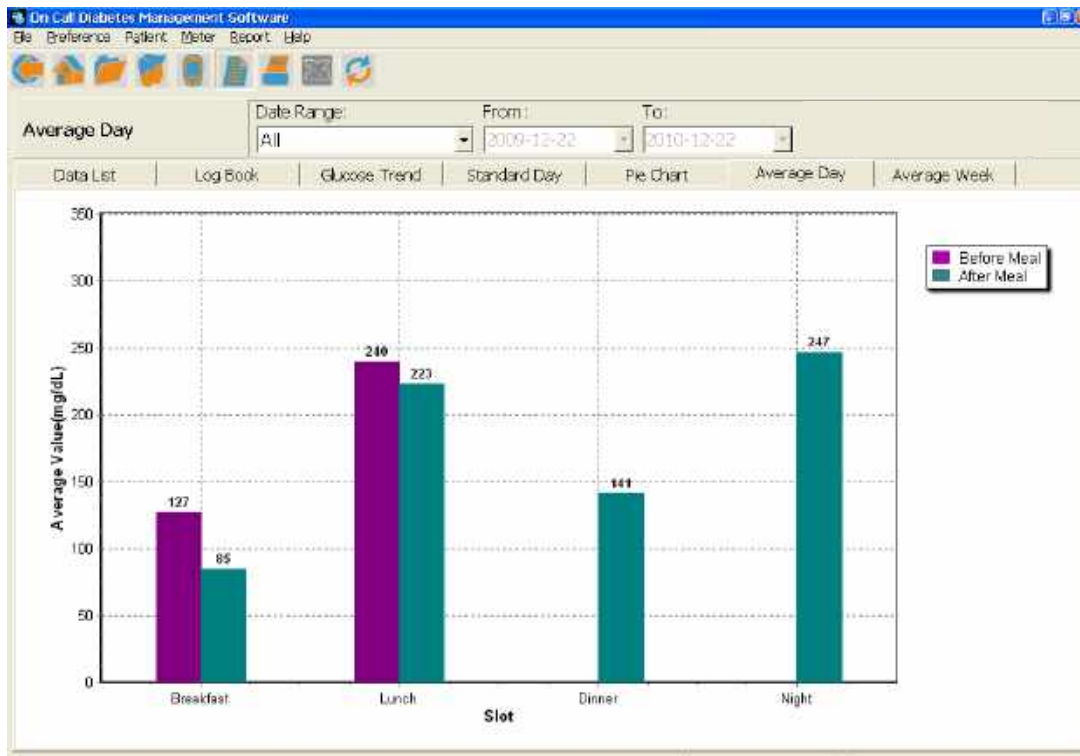 On Call Diabetes Management Software
File Preference Patient Meter Report Help
Average Day
Date Range:
From:
To:
All
2009-12-22
2010-12-22
Data List
Log Book
Glucose Trend
Standard Day
Pie Chart
Average Day
Average Week
Average Value(mg/dL)
350
300
250
200
150
100
50
0
127
85
240
223
141
247
Breakfast
Lunch
Dinner
Night
Slot
Before Meal
After Meal